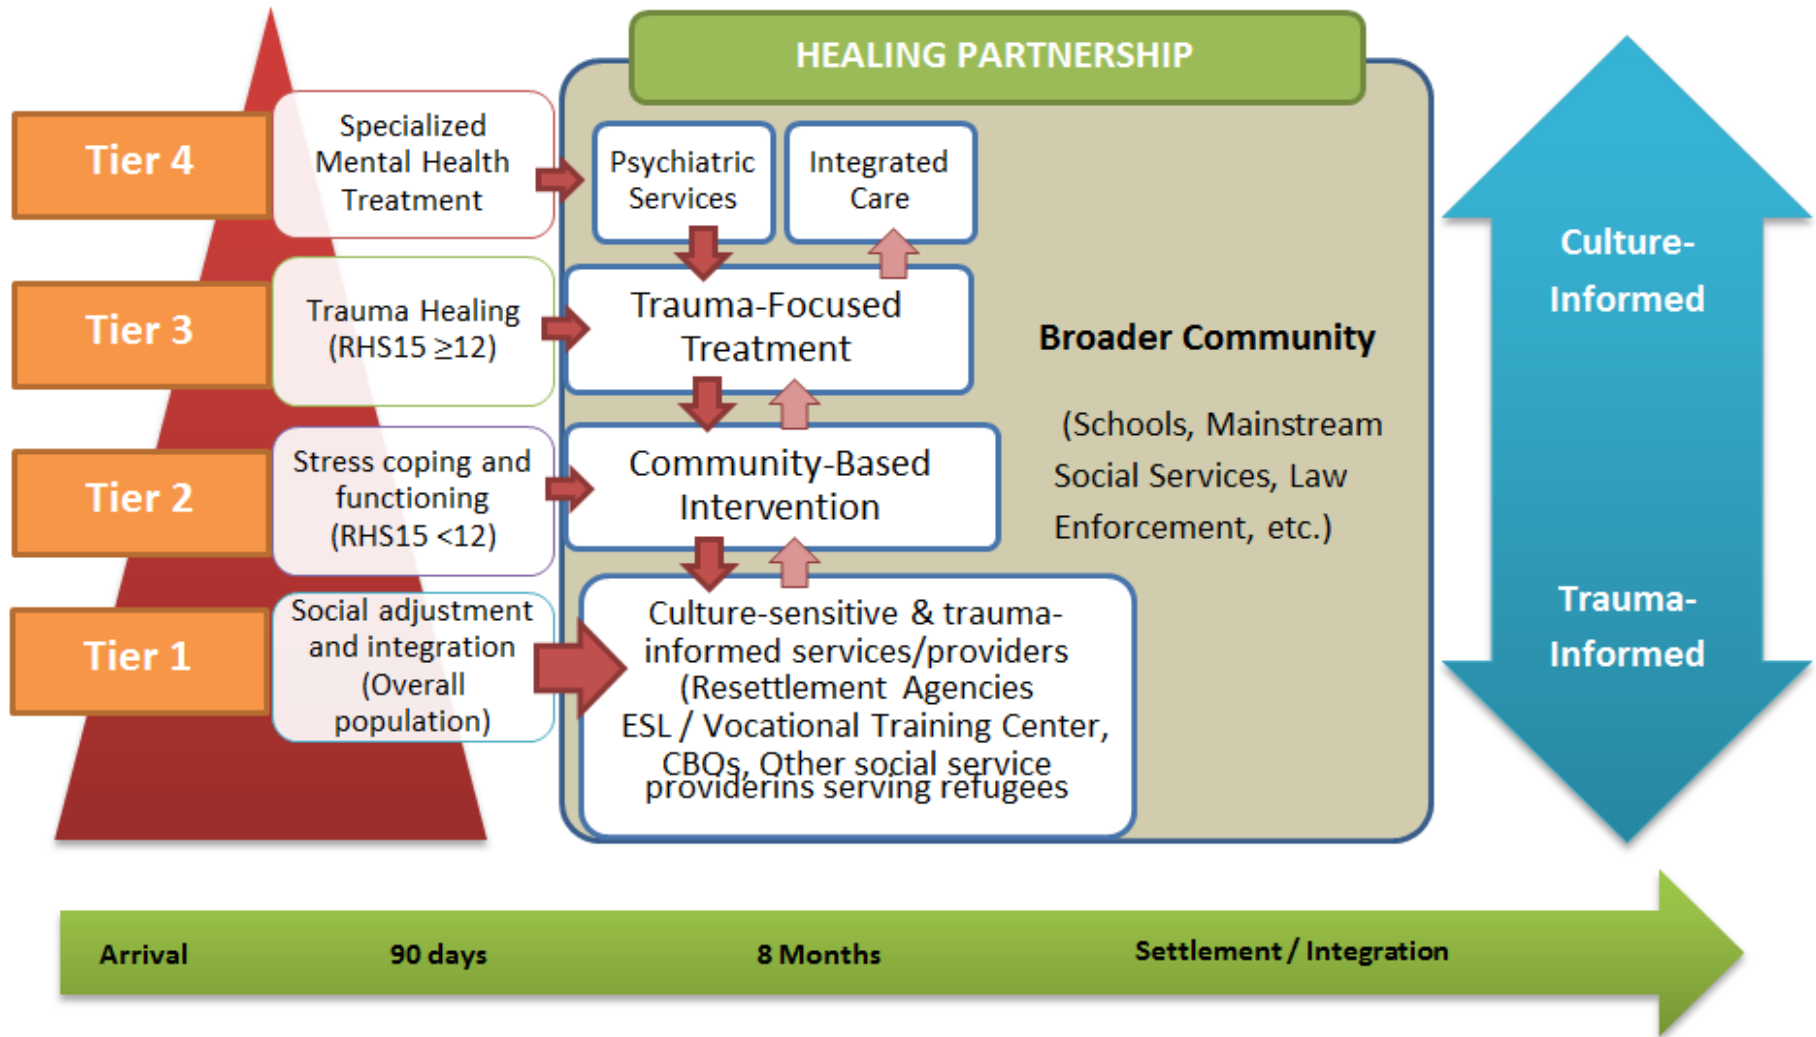 HEALING PARTNERSHIP
Tier 4
Specialized
Mental Health
Treatment
Psychiatric
Services
Integrated
Care
Tier 3
Trauma Healing
(RHS15 ≥12)
Trauma-Focused
Treatment
Tier 2
Stress coping and
functioning
(RHS15 <12)
Community-Based
Intervention
Tier 1
Social adjustment
and integration
(Overall
population)
Culture-sensitive & trauma-
informed services/providers
(Resettlement Agencies
ESL / Vocational Training Center,
CBOs, Other social service
providerins serving refugees
Broader Community
(Schools, Mainstream
Social Services, Law
Enforcement, etc.)
Culture-
Informed
Trauma-
Informed
Arrival
90 days
8 Months
Settlement / Integration